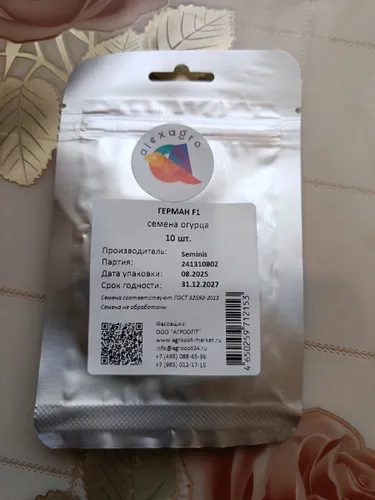 alexagro
ГЕРМАН F1
семена огурца
10 шт.
Производитель: Seminis
Партия: 241310802
Дата упаковки: 08.2025
Срок годности: 31.12.2027
Семена соответствуют ГОСТ 32592-2013
Семена не обработаны
Фасовщик:
ООО "АГРООПТ"
www.agroopt-market.ru
info@agroopt24.ru
+7 (495) 088-65-39
+7 (985) 012-17-15
4650259712153